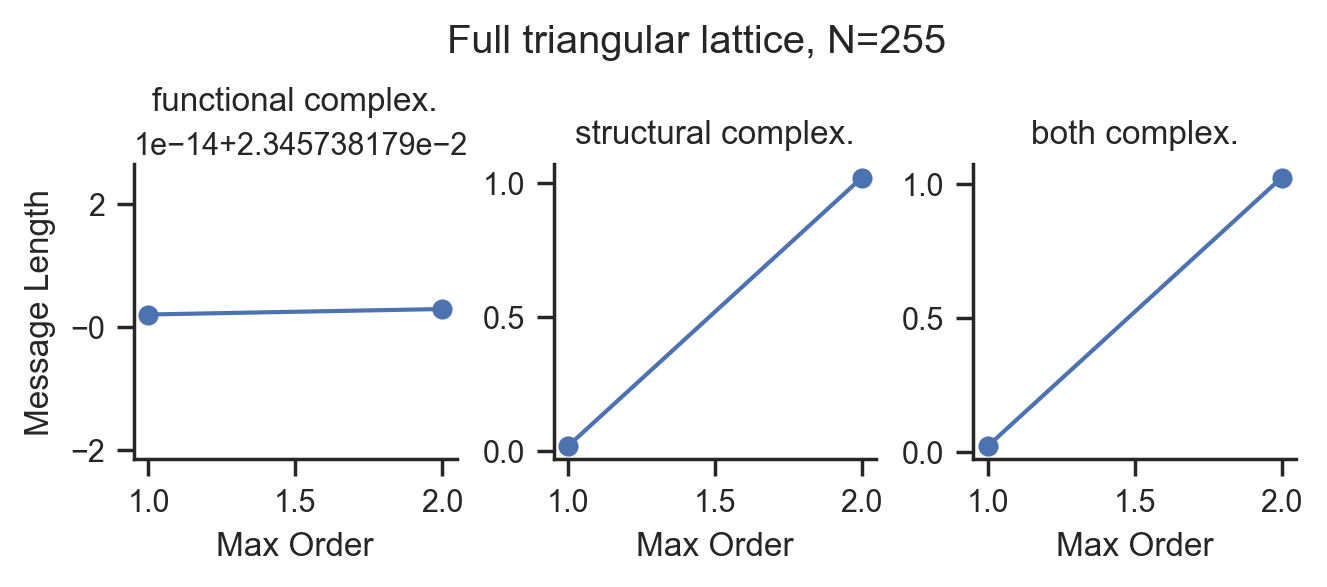 Full triangular lattice, N=255
functional complex.
1e−14+2.345738179e−2
Message Length
2
−0
−2
1.0
1.5
2.0
Max Order
structural complex.
1.0
0.5
0.0
1.0
1.5
2.0
Max Order
both complex.
1.0
0.5
0.0
1.0
1.5
2.0
Max Order